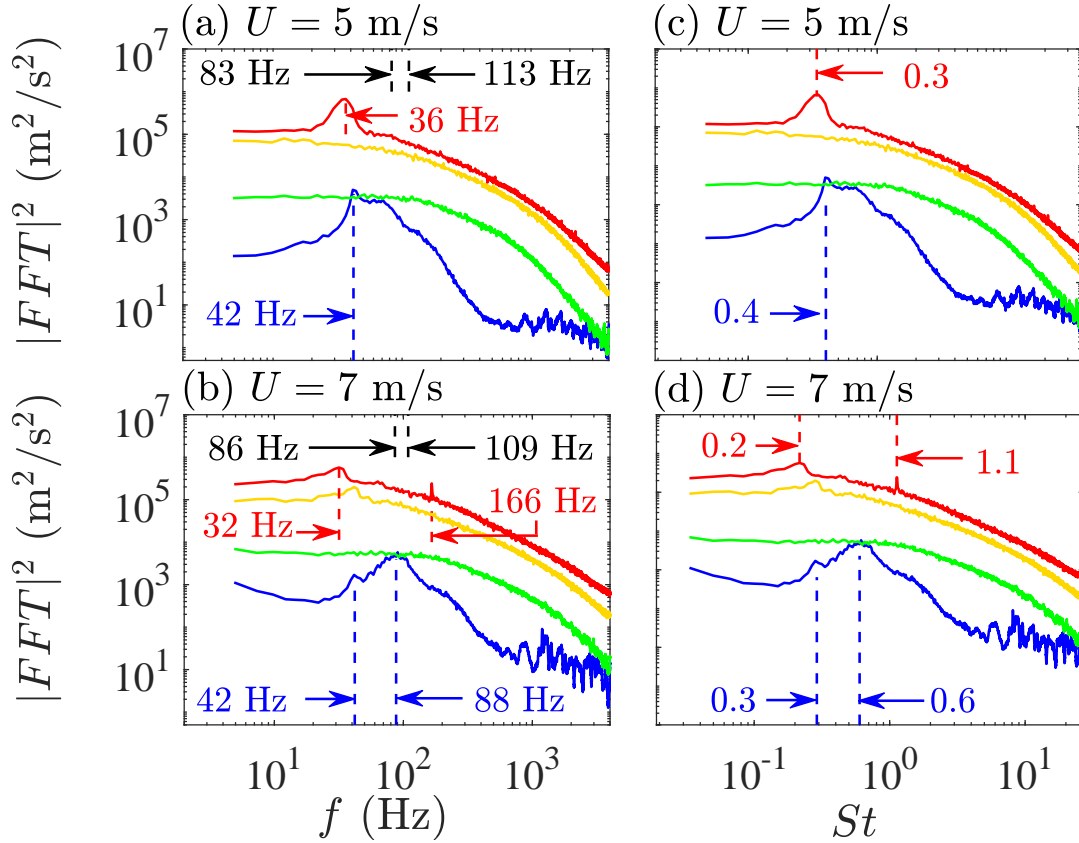 (a) U = 5 m/s
(c) U = 5 m/s
|FFT|² (m²/s²)
10⁷
10⁵
10³
10¹
83 Hz
113 Hz
36 Hz
42 Hz
0.3
0.4
(b) U = 7 m/s
(d) U = 7 m/s
|FFT|² (m²/s²)
10⁷
10⁵
10³
10¹
86 Hz
109 Hz
32 Hz
166 Hz
42 Hz
88 Hz
0.2
1.1
0.3
0.6
10¹ 10² 10³
f (Hz)
10⁻¹ 10⁰ 10¹
St